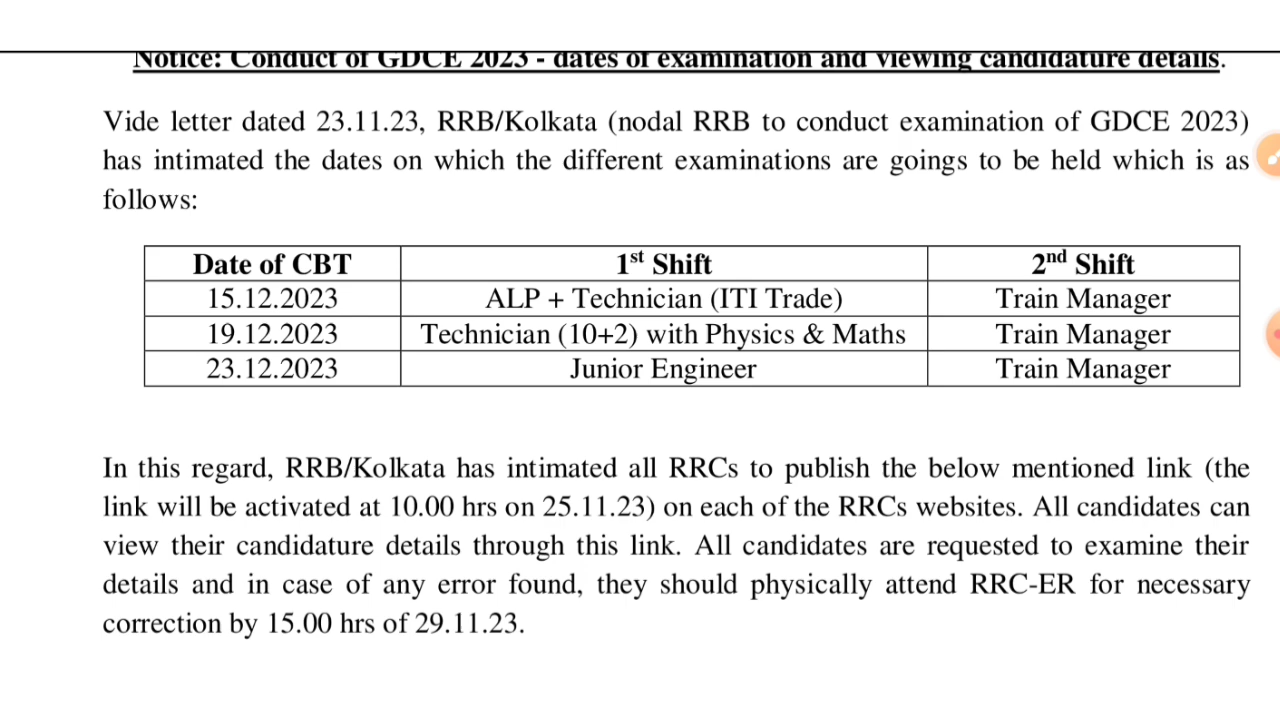 Notice: Conduct of GDCE 2023 - dates of examination and viewing candidature details.
Vide letter dated 23.11.23, RRB/Kolkata (nodal RRB to conduct examination of GDCE 2023)
has intimated the dates on which the different examinations are goings to be held which is as
follows:
Date of CBT 1st Shift 2nd Shift
15.12.2023 ALP + Technician (ITI Trade) Train Manager
19.12.2023 Technician (10+2) with Physics & Maths Train Manager
23.12.2023 Junior Engineer Train Manager
In this regard, RRB/Kolkata has intimated all RRCs to publish the below mentioned link (the
link will be activated at 10.00 hrs on 25.11.23) on each of the RRCs websites. All candidates can
view their candidature details through this link. All candidates are requested to examine their
details and in case of any error found, they should physically attend RRC-ER for necessary
correction by 15.00 hrs of 29.11.23.